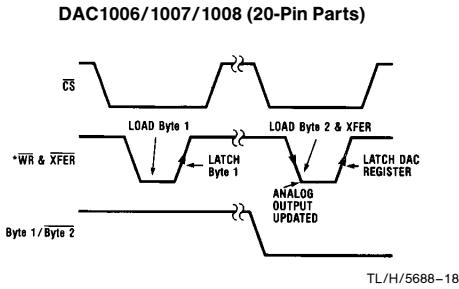 DAC1006/1007/1008 (20-Pin Parts)
CS
LOAD Byte 1
LOAD Byte 2 & XFER
*WR & XFER
LATCH
Byte 1
LATCH DAC
REGISTER
ANALOG
OUTPUT
UPDATED
Byte 1/Byte 2
TL/H/5688–18